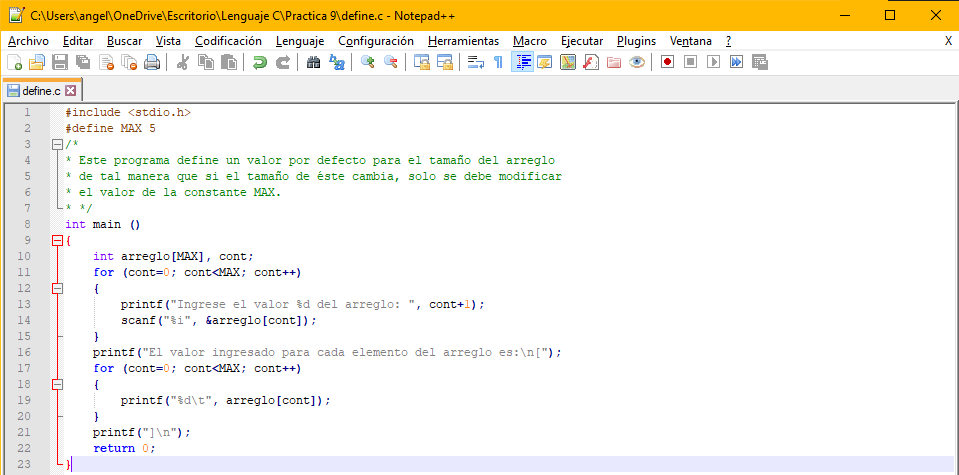 C:\Users\angel\OneDrive\Escritorio\Lenguaje C\Practica 9\define.c - Notepad++
Archivo Editar Buscar Vista Codificación Lenguaje Configuración Herramientas Macro Ejecutar Plugins Ventana ? X
define.c
1 #include <stdio.h>
2 #define MAX 5
3 /*
4 * Este programa define un valor por defecto para el tamaño del arreglo
5 * de tal manera que si el tamaño de éste cambia, solo se debe modificar
6 * el valor de la constante MAX.
7 * */
8 int main ()
9 {
10 int arreglo[MAX], cont;
11 for (cont=0; cont<MAX; cont++)
12 {
13 printf("Ingrese el valor %d del arreglo: ", cont+1);
14 scanf("%i", &arreglo[cont]);
15 }
16 printf("El valor ingresado para cada elemento del arreglo es:\n[");
17 for (cont=0; cont<MAX; cont++)
18 {
19 printf("%d\t", arreglo[cont]);
20 }
21 printf("]\n");
22 return 0;
23 }